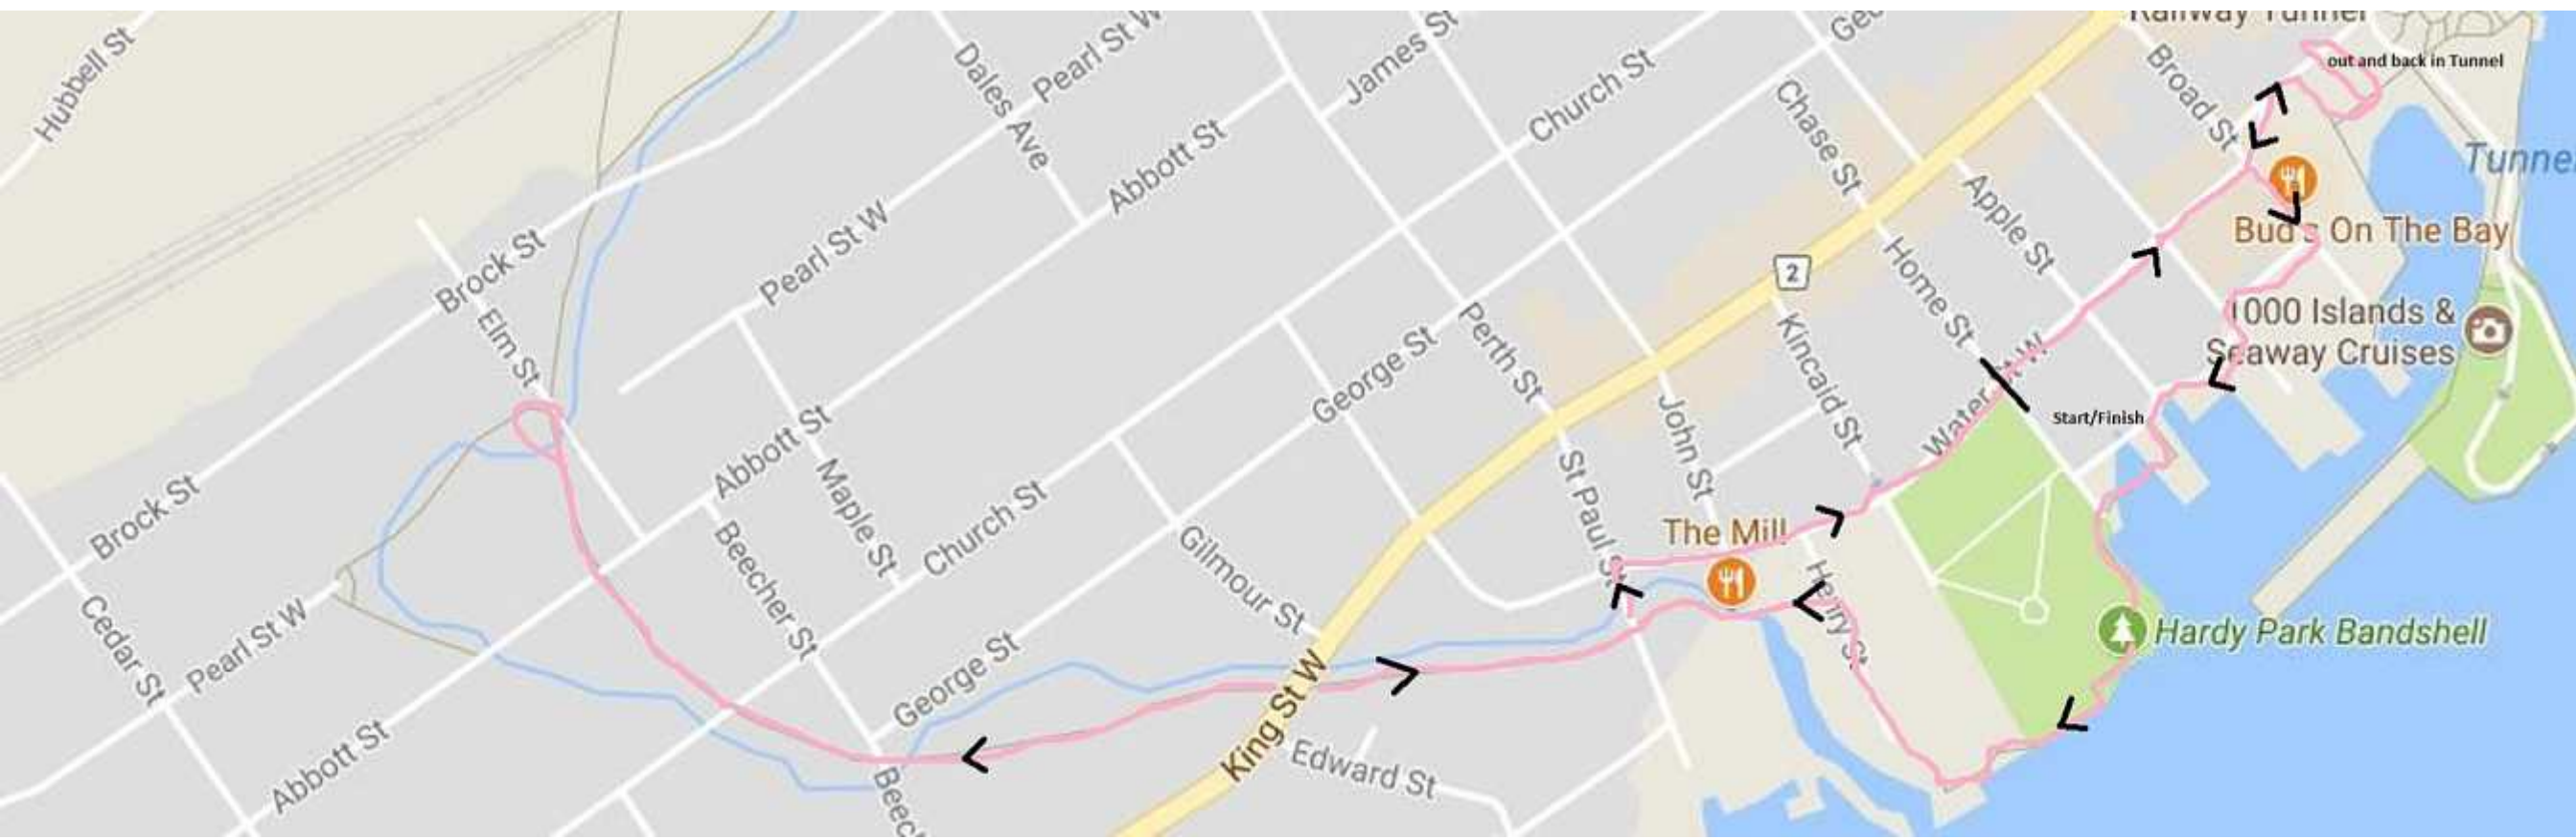 Hubbell St
Dales Ave
Pearl St W
James St
Church St
Railway Tunnel
Broad St
out and back in Tunnel
Chase St
Abbott St
Apple St
Bud's On The Bay
Brock St
Pearl St W
Home St
2
1000 Islands &
Seaway Cruises
Elm St
Perth St
Kincaid St
George St
Water St W
John St
Start/Finish
Abbott St
Maple St
Church St
St Paul St
Brock St
Beecher St
Gilmour St
The Mill
Henry St
Hardy Park Bandshell
Cedar St
Pearl St W
George St
King St W
Edward St
Abbott St